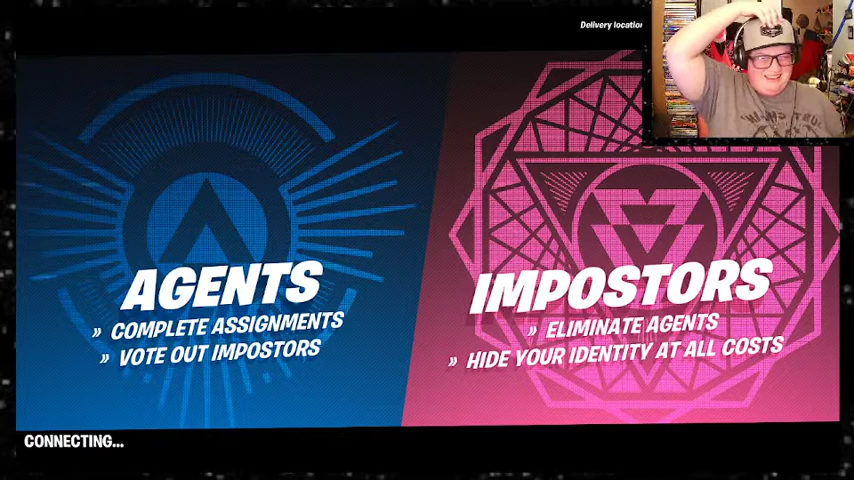 Delivery location
AGENTS
» COMPLETE ASSIGNMENTS
» VOTE OUT IMPOSTORS
IMPOSTORS
» ELIMINATE AGENTS
» HIDE YOUR IDENTITY AT ALL COSTS
CONNECTING...